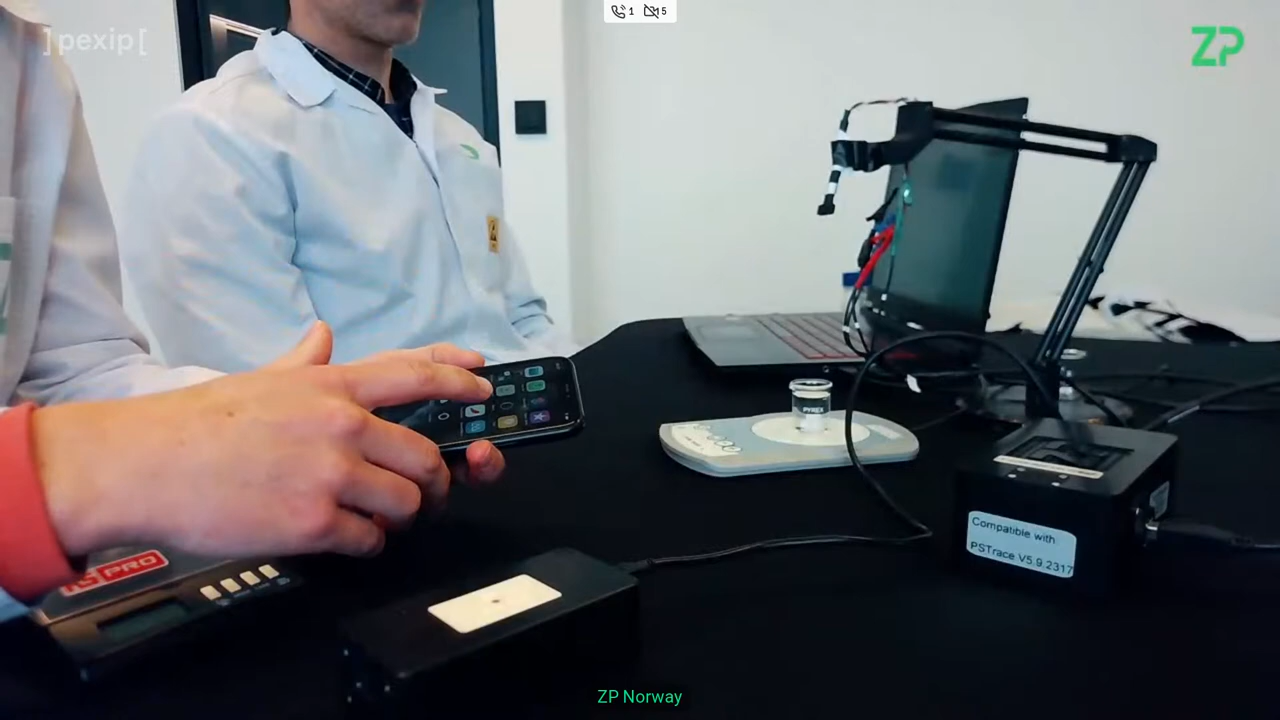 ]pexip[
1 5
ZP
PYREX
PRO
Compatible with
PSTrace V5.9.2317
ZP Norway